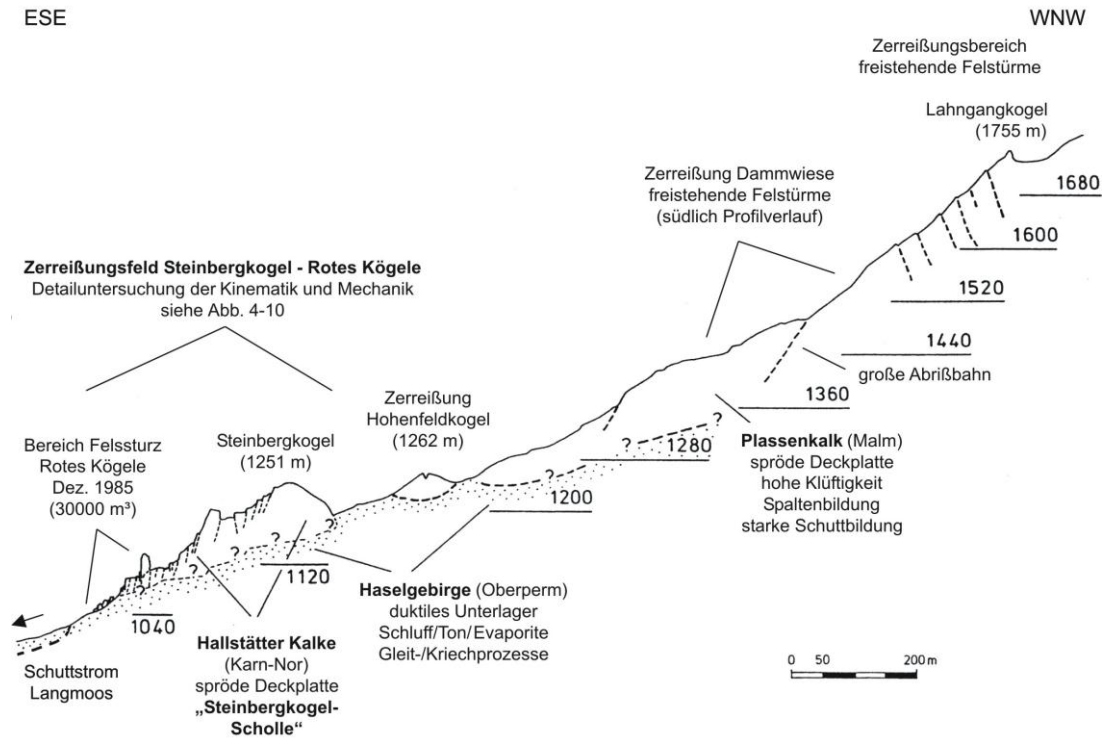 ESE
WNW
Zerreißungsbereich
freistehende Felstürme
Lahngangkogel
(1755 m)
Zerreißung Dammwiese
freistehende Felstürme
(südlich Profilverlauf)
1680
1600
1520
1440
1360
1280
1200
1120
1040
große Abrißbahn
Zerreißungsfeld Steinbergkogel - Rotes Kögele
Detailuntersuchung der Kinematik und Mechanik
siehe Abb. 4-10
Zerreißung
Hohenfeldkogel
(1262 m)
Bereich Felssturz
Rotes Kögele
Dez. 1985
(30000 m³)
Steinbergkogel
(1251 m)
? ? ? ? ? ? ? ? ?
Plassenkalk (Malm)
spröde Deckplatte
hohe Klüftigkeit
Spaltenbildung
starke Schuttbildung
Haselgebirge (Oberperm)
duktiles Unterlager
Schluff/Ton/Evaporite
Gleit-/Kriechprozesse
Hallstätter Kalke
(Karn-Nor)
spröde Deckplatte
„Steinbergkogel-
Scholle“
Schuttstrom
Langmoos
0 50 200 m